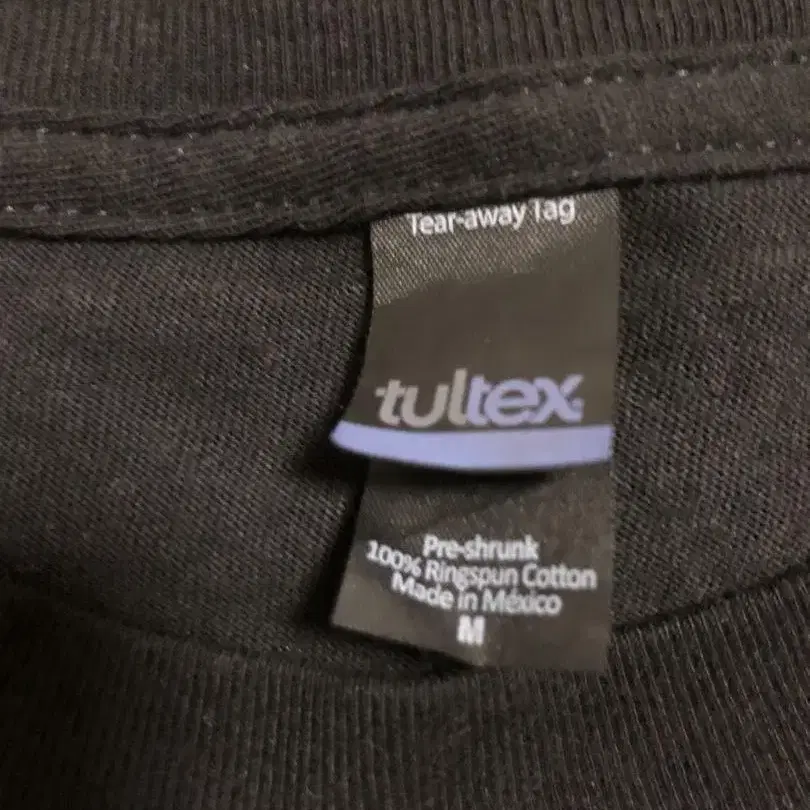 Tear-away Tag
tultex
Pre-shrunk
100% Ringspun Cotton
Made in México
M